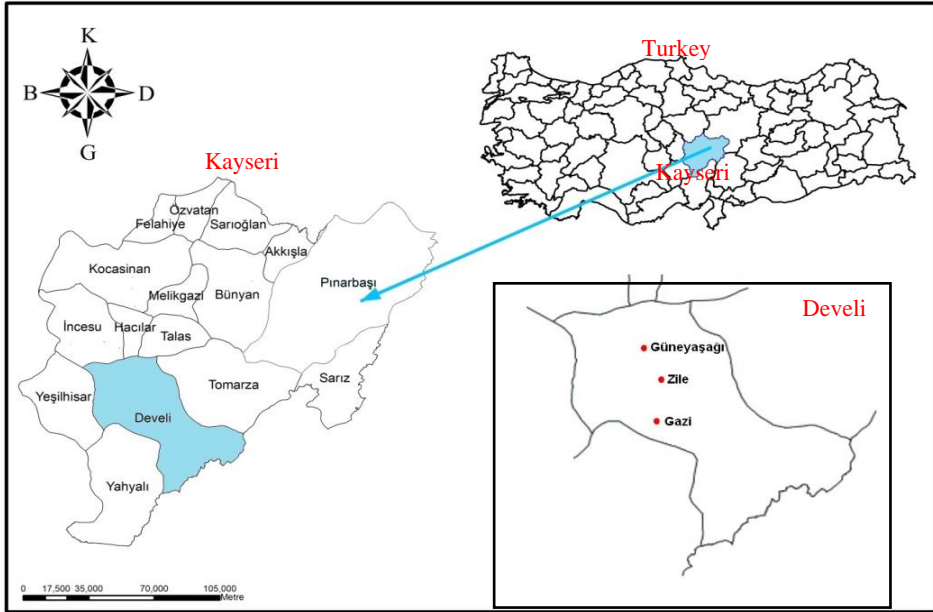 K
B
D
G
Turkey
Kayseri
Kayseri
Özvatan
Felahiye
Sarıoğlan
Akkışla
Kocasinan
Pınarbaşı
Melikgazi
Bünyan
İncesu
Hacılar
Talas
Yeşilhisar
Tomarza
Sarız
Develi
Yahyalı
Develi
Güneyaşağı
Zile
Gazi
0 17,500 35,000 70,000 105,000
Metre